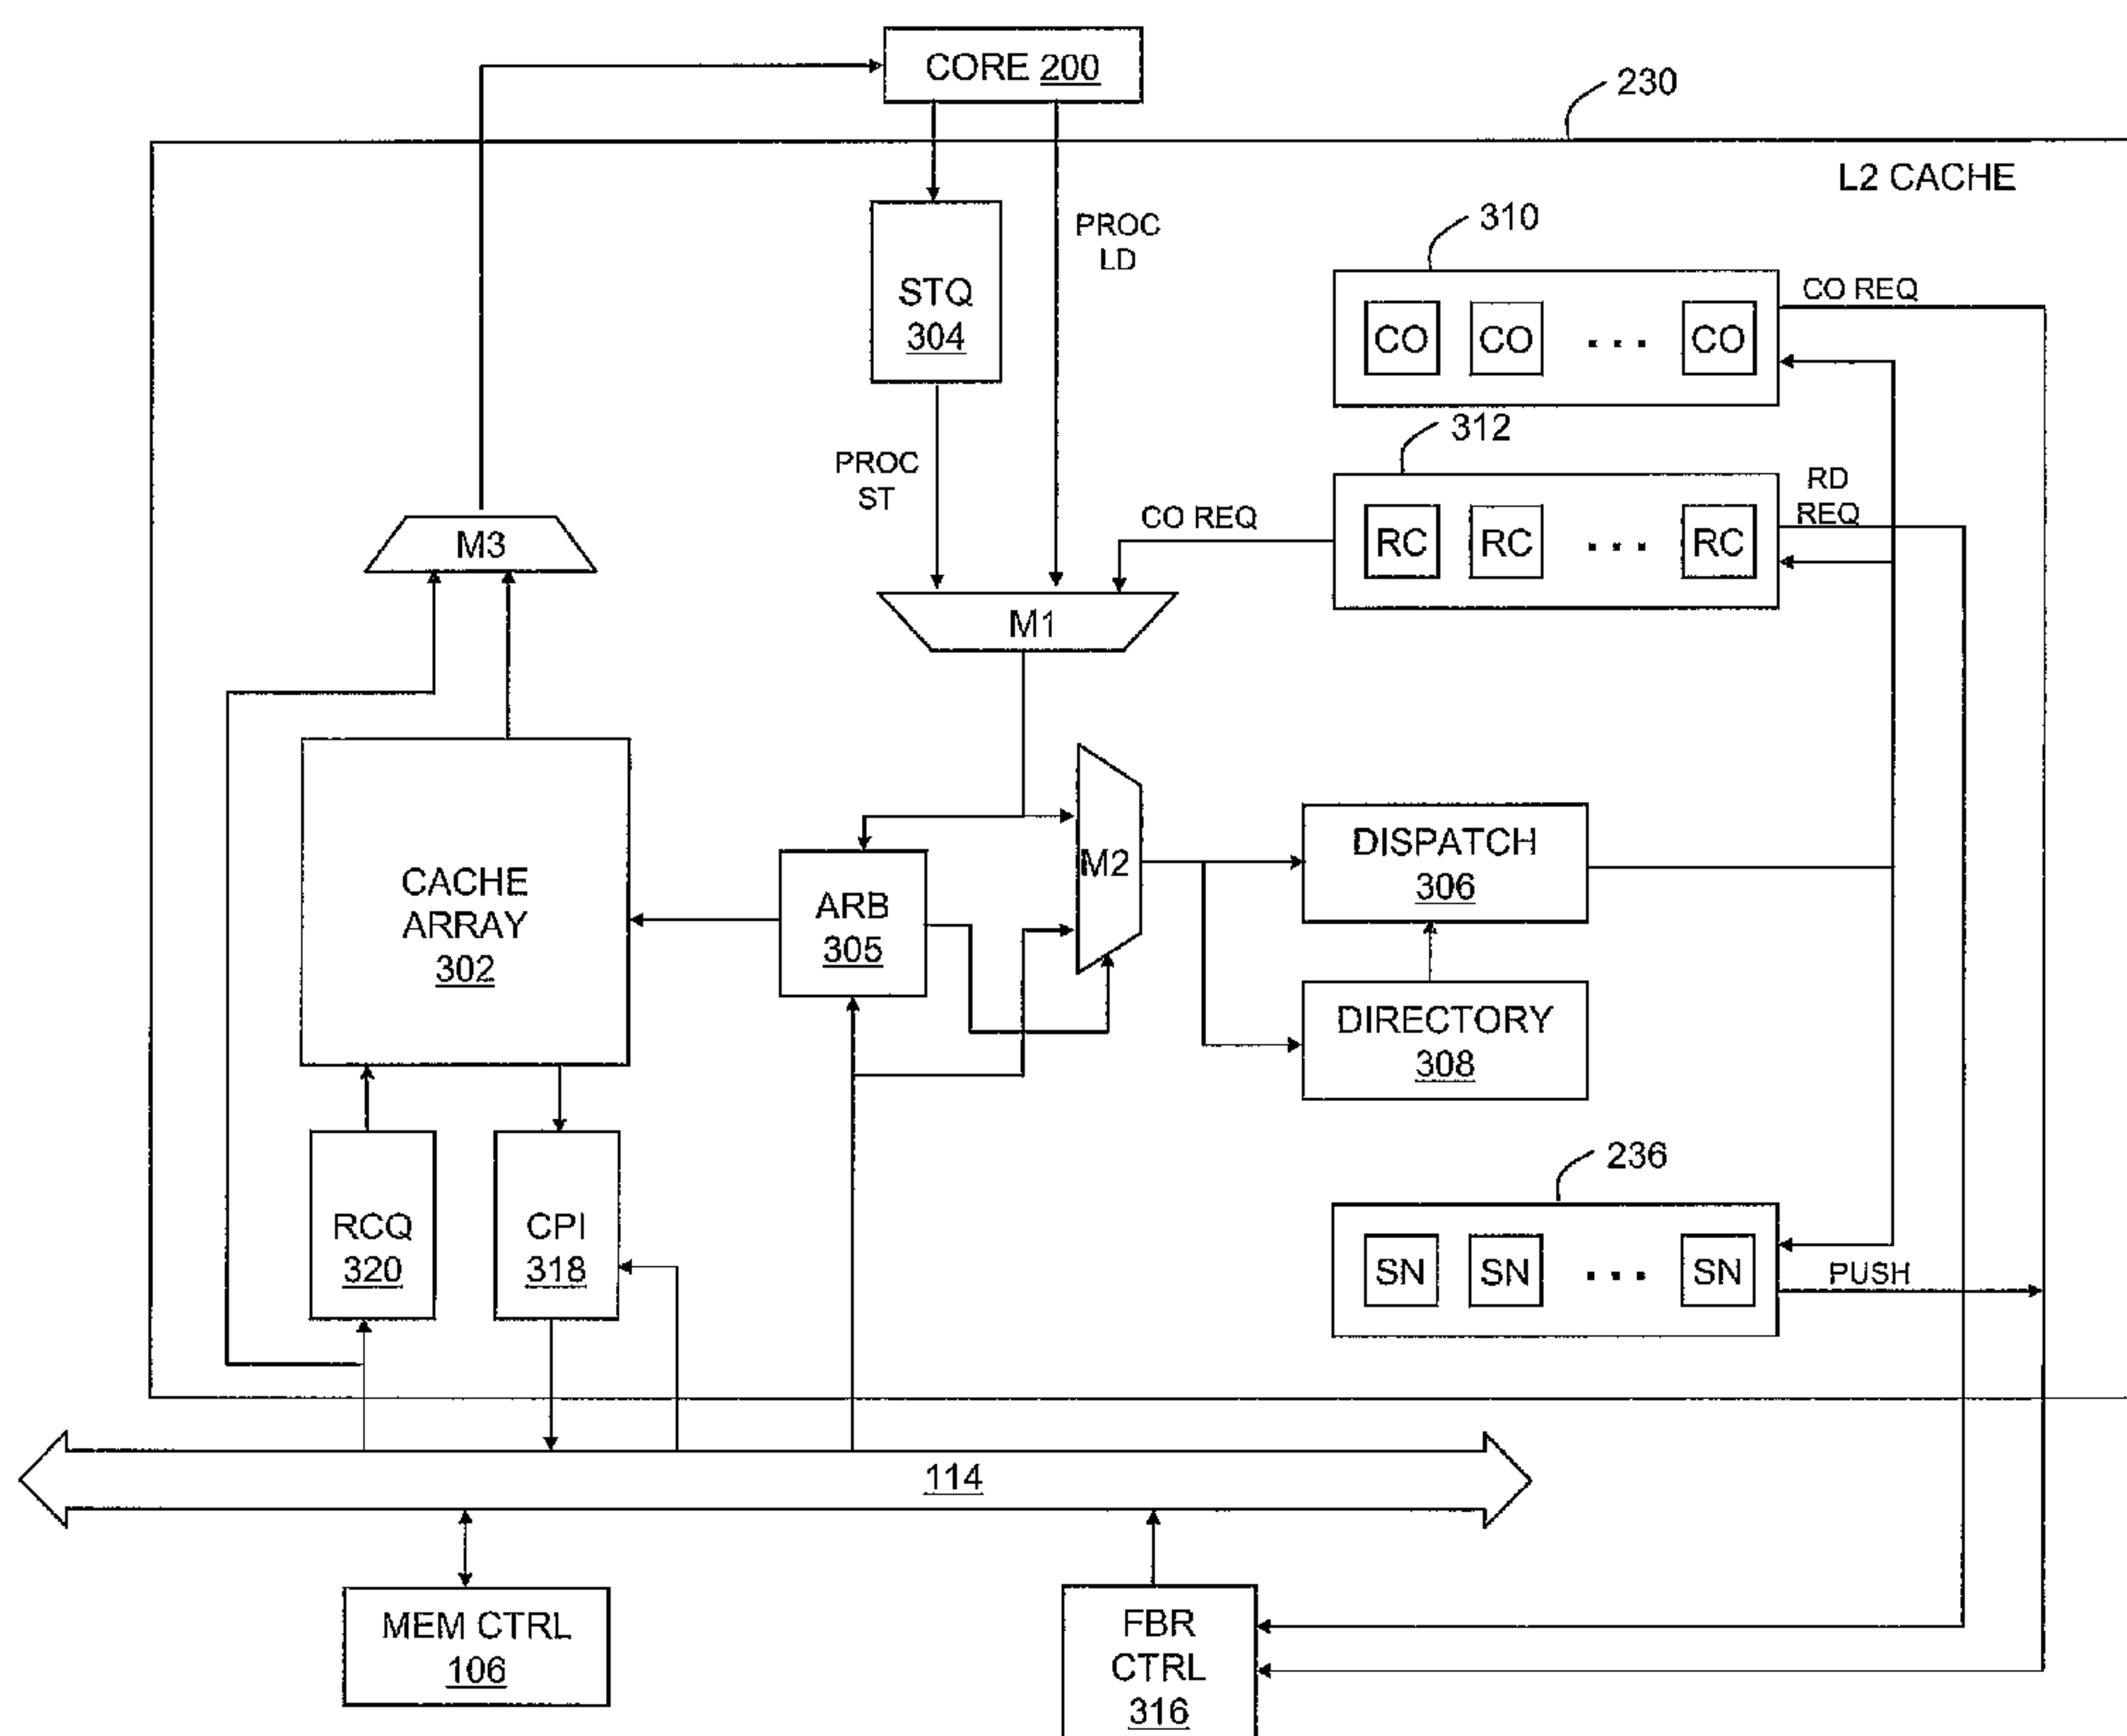 CORE 200
230
L2 CACHE
STQ
304
PROC
LD
310
CO REQ
CO CO ... CO
312
PROC
ST
RD
REQ
CO REQ
RC RC ... RC
M3
M1
CACHE
ARRAY
302
ARB
305
M2
DISPATCH
306
DIRECTORY
308
236
RCQ
320
CPI
318
SN SN ... SN
PUSH
114
MEM CTRL
106
FBR
CTRL
316